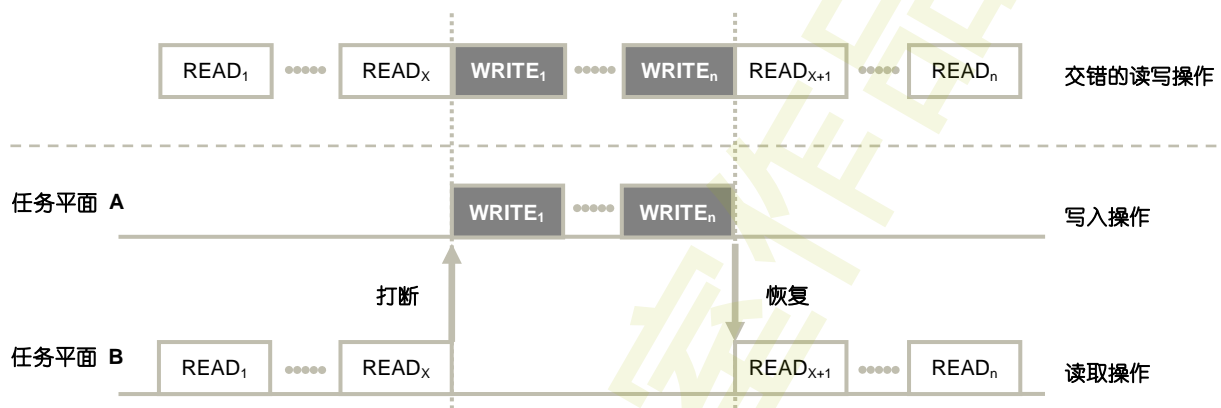 READ₁ ●●●●● READₓ WRITE₁ ●●●●● WRITEₙ READₓ₊₁ ●●●●● READₙ 交错的读写操作
任务平面 A WRITE₁ ●●●●● WRITEₙ 写入操作
打断 恢复
任务平面 B READ₁ ●●●●● READₓ READₓ₊₁ ●●●●● READₙ 读取操作